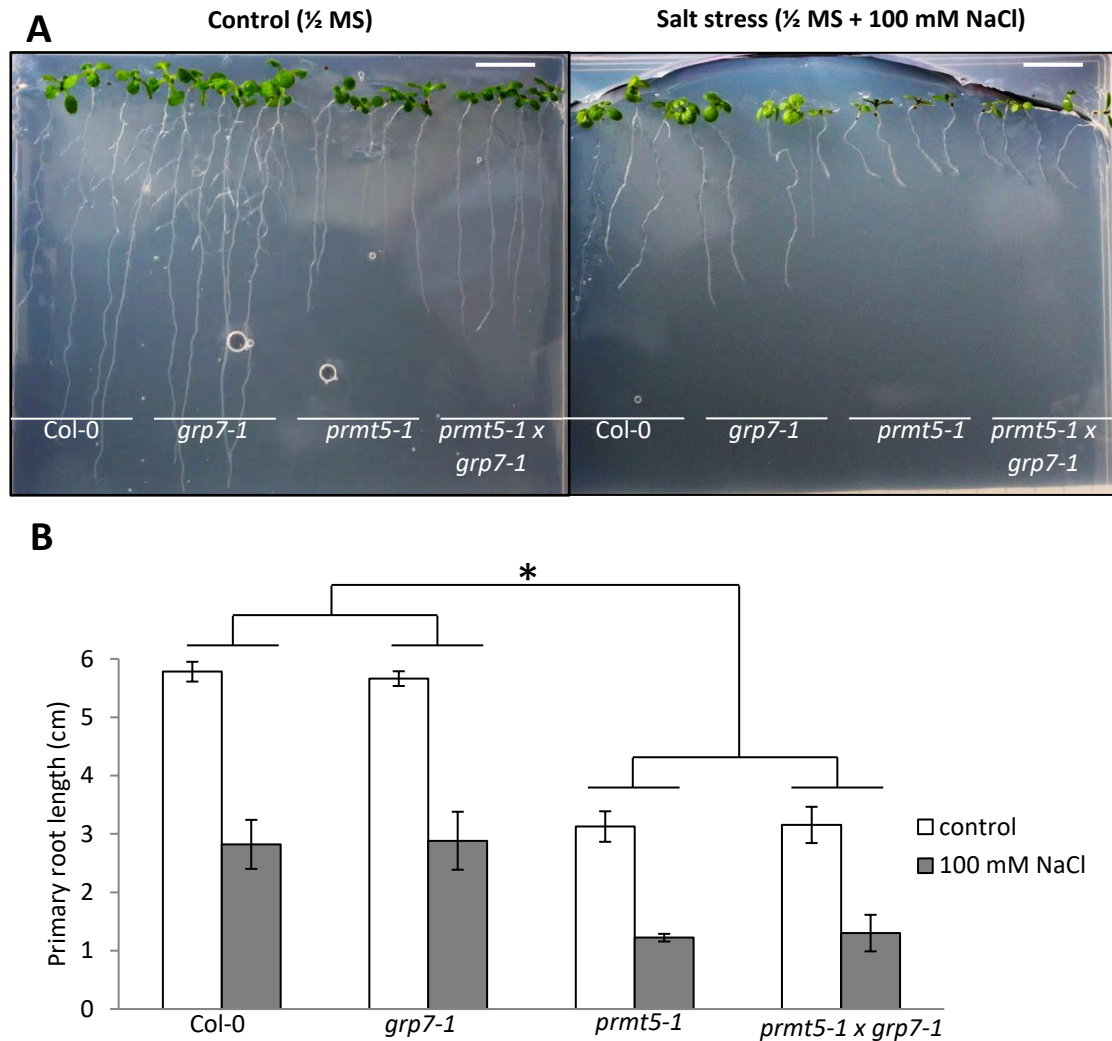 A
Control (½ MS)
Salt stress (½ MS + 100 mM NaCl)
Col-0
grp7-1
prmt5-1
prmt5-1 x
grp7-1
Col-0
grp7-1
prmt5-1
prmt5-1 x
grp7-1
B
*
Primary root length (cm)
6
5
4
3
2
1
0
control
100 mM NaCl
Col-0
grp7-1
prmt5-1
prmt5-1 x grp7-1